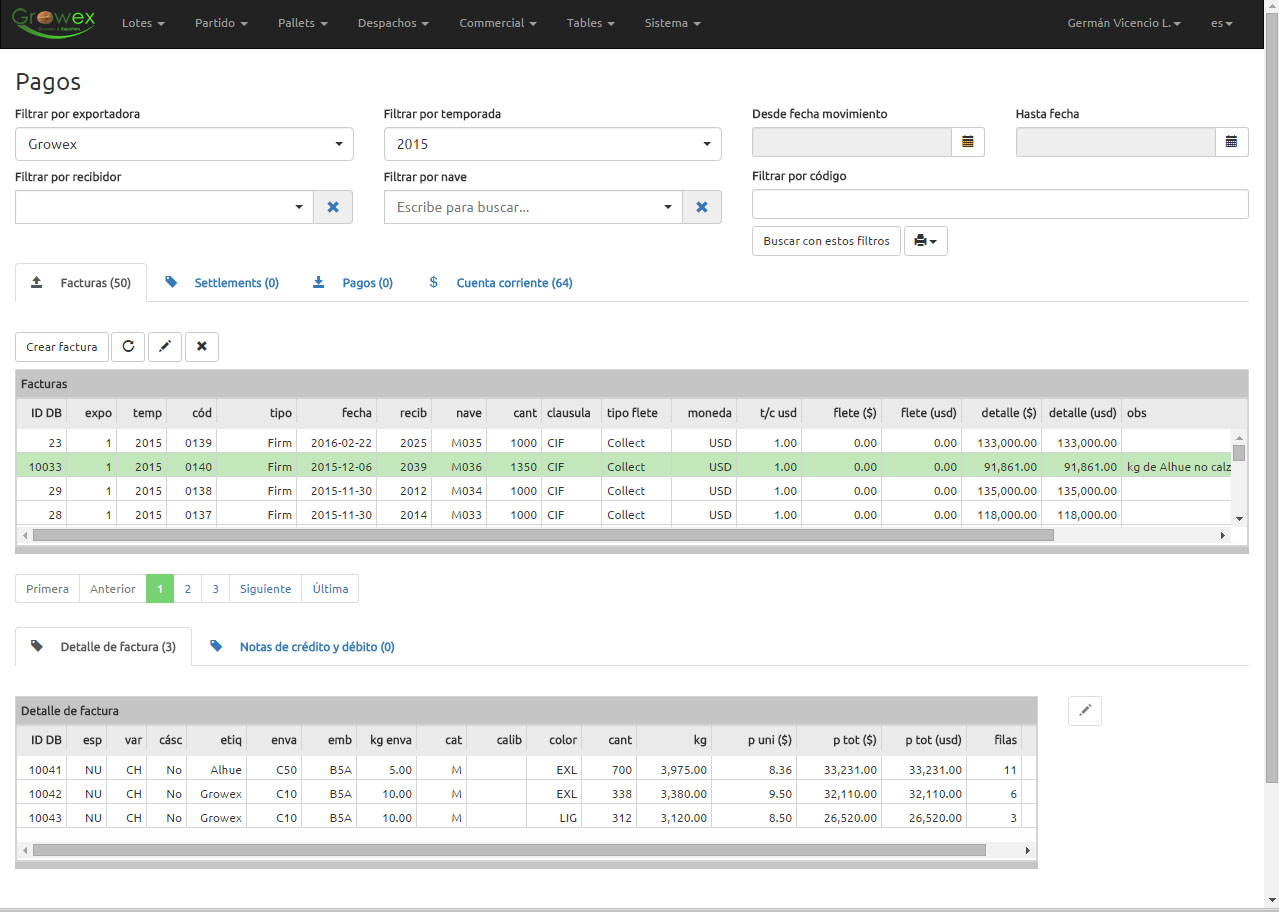 Growex
Lotes Partido Pallets Despachos Commercial Tables Sistema Germán Vicencio L. es
Pagos
Filtrar por exportadora Filtrar por temporada Desde fecha movimiento Hasta fecha
Growex 2015
Filtrar por recibidor Filtrar por nave Filtrar por código
Escribe para buscar...
Buscar con estos filtros
Facturas (50) Settlements (0) Pagos (0) $ Cuenta corriente (64)
Crear factura
Facturas
ID DB expo temp cód tipo fecha recib nave cant clausula tipo flete moneda t/c usd flete ($) flete (usd) detalle ($) detalle (usd) obs
23 1 2015 0139 Firm 2016-02-22 2025 M035 1000 CIF Collect USD 1.00 0.00 0.00 133,000.00 133,000.00
10033 1 2015 0140 Firm 2015-12-06 2039 M036 1350 CIF Collect USD 1.00 0.00 0.00 91,861.00 91,861.00 kg de Alhue no calz
29 1 2015 0138 Firm 2015-11-30 2012 M034 1000 CIF Collect USD 1.00 0.00 0.00 135,000.00 135,000.00
28 1 2015 0137 Firm 2015-11-30 2014 M033 1000 CIF Collect USD 1.00 0.00 0.00 118,000.00 118,000.00
Primera Anterior 1 2 3 Siguiente Última
Detalle de factura (3) Notas de crédito y débito (0)
Detalle de factura
ID DB esp var cásc etiq enva emb kg enva cat calib color cant kg p uni ($) p tot ($) p tot (usd) filas
10041 NU CH No Alhue C50 B5A 5.00 M EXL 700 3,975.00 8.36 33,231.00 33,231.00 11
10042 NU CH No Growex C10 B5A 10.00 M EXL 338 3,380.00 9.50 32,110.00 32,110.00 6
10043 NU CH No Growex C10 B5A 10.00 M LIG 312 3,120.00 8.50 26,520.00 26,520.00 3